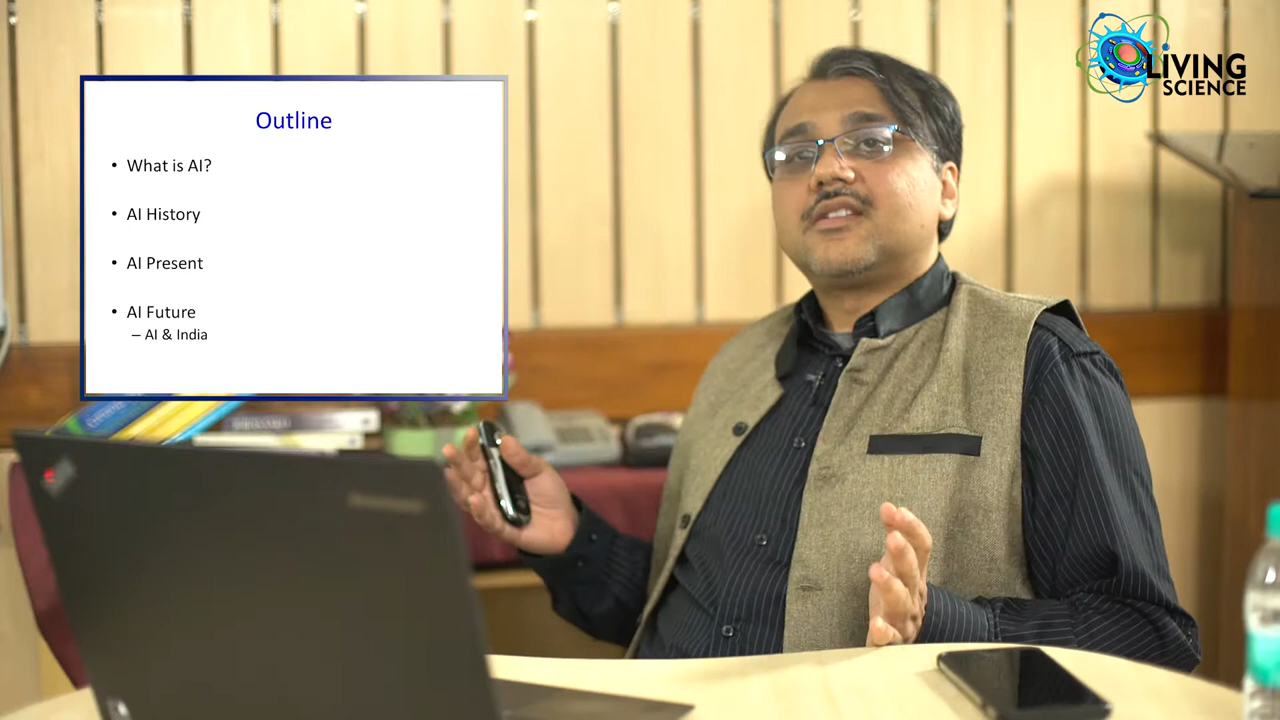 Outline
• What is AI?
• AI History
• AI Present
• AI Future
– AI & India
LIVING
SCIENCE